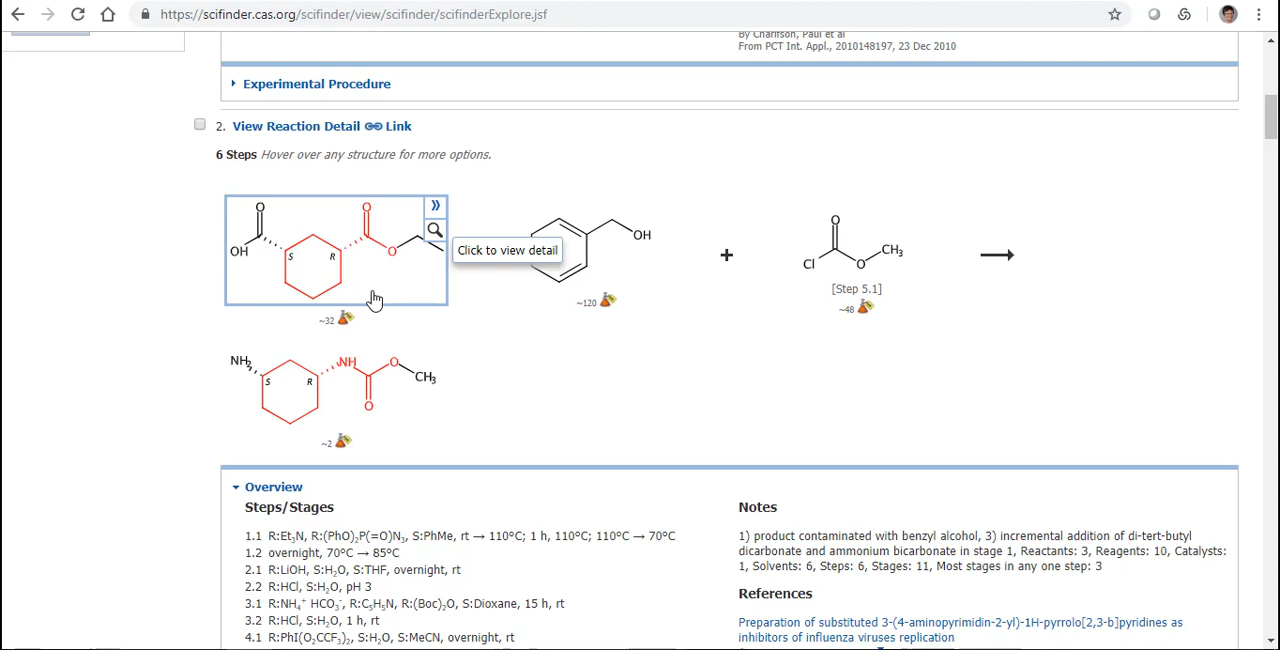 https://scifinder.cas.org/scifinder/view/scifinder/scifinderExplore.jsf
By Charifson, Paul et al
From PCT Int. Appl., 2010148197, 23 Dec 2010
Experimental Procedure
2. View Reaction Detail Link
6 Steps Hover over any structure for more options.
O O
OH S R O
»
Click to view detail
~32
OH
~120
+
O
Cl O CH₃
[Step 5.1]
~48
NH₂ S R NH O CH₃
O
~2
Overview
Steps/Stages
1.1 R:Et₃N, R:(PhO)₂P(=O)N₃, S:PhMe, rt → 110°C; 1 h, 110°C; 110°C → 70°C
1.2 overnight, 70°C → 85°C
2.1 R:LiOH, S:H₂O, S:THF, overnight, rt
2.2 R:HCl, S:H₂O, pH 3
3.1 R:NH₄⁺ HCO₃⁻, R:C₅H₅N, R:(Boc)₂O, S:Dioxane, 15 h, rt
3.2 R:HCl, S:H₂O, 1 h, rt
4.1 R:PhI(O₂CCF₃)₂, S:H₂O, S:MeCN, overnight, rt
Notes
1) product contaminated with benzyl alcohol, 3) incremental addition of di-tert-butyl
dicarbonate and ammonium bicarbonate in stage 1, Reactants: 3, Reagents: 10, Catalysts:
1, Solvents: 6, Steps: 6, Stages: 11, Most stages in any one step: 3
References
Preparation of substituted 3-(4-aminopyrimidin-2-yl)-1H-pyrrolo[2,3-b]pyridines as
inhibitors of influenza viruses replication